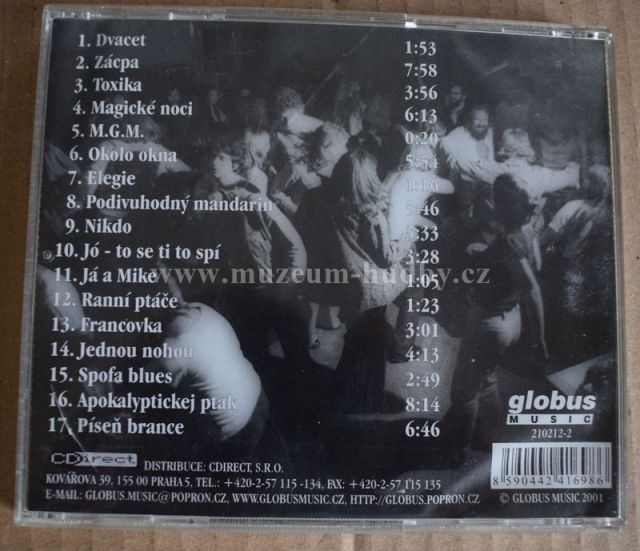 1. Dvacet 1:53
2. Zácpa 7:58
3. Toxika 3:56
4. Magické noci 6:13
5. M.G.M. 0:20
6. Okolo okna 5:54
7. Elegie 1:16
8. Podivuhodný mandarin 5:46
9. Nikdo 3:33
10. Jó - to se ti to spí 3:28
www.muzeum-hudby.cz
11. Já a Mike 1:05
12. Ranní ptáče 1:23
13. Francovka 3:01
14. Jednou nohou 4:13
15. Spofa blues 2:49
16. Apokalyptickej pták 8:14
17. Píseň brance 6:46
globus
MUSIC
210212-2
CDirect DISTRIBUCE: CDIRECT, S.R.O.
KOVÁŘOVA 39, 155 00 PRAHA 5, TEL.: +420-2-57 115 -134, FAX: +420-2-57 115 135
E-MAIL: GLOBUS.MUSIC@POPRON.CZ, WWW.GLOBUSMUSIC.CZ, HTTP://GLOBUS.POPRON.CZ
8 590442 416986
© GLOBUS MUSIC 2001